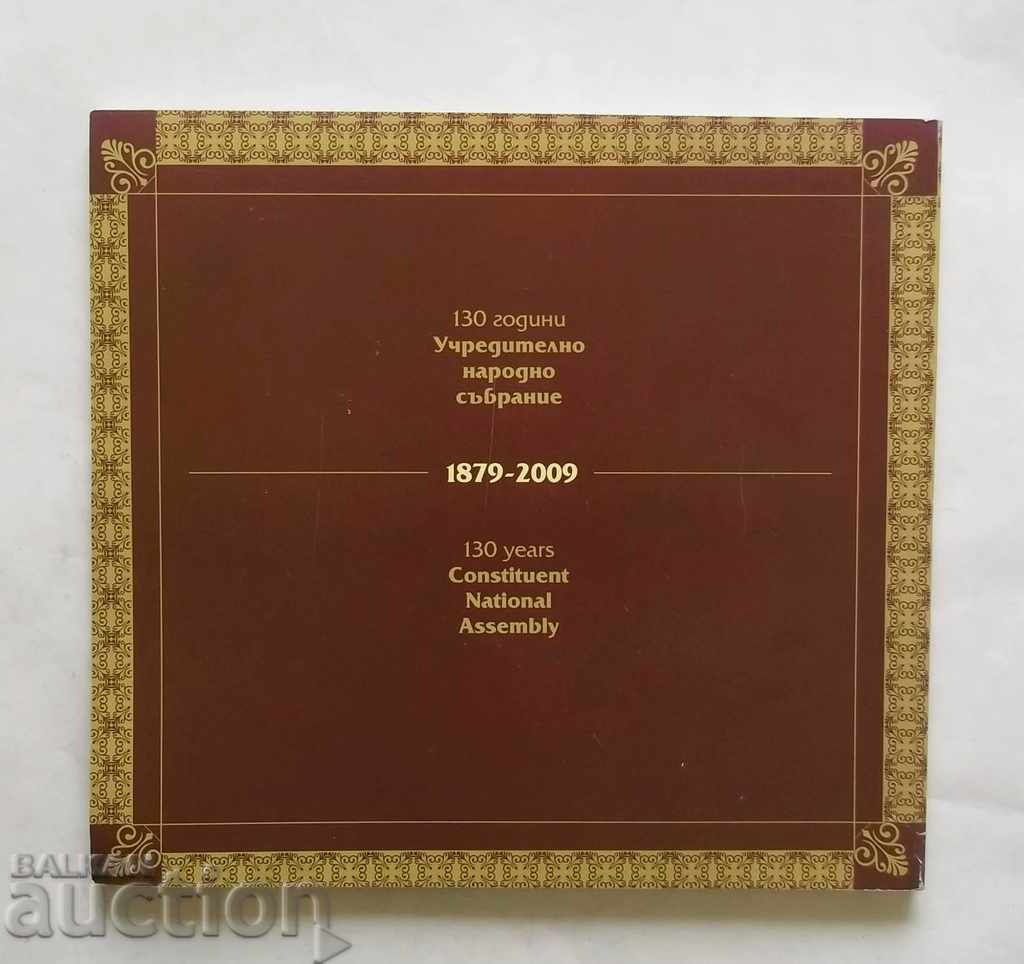 130 години
Учредително
народно
събрание
1879-2009
130 years
Constituent
National
Assembly
BALKAN
auction